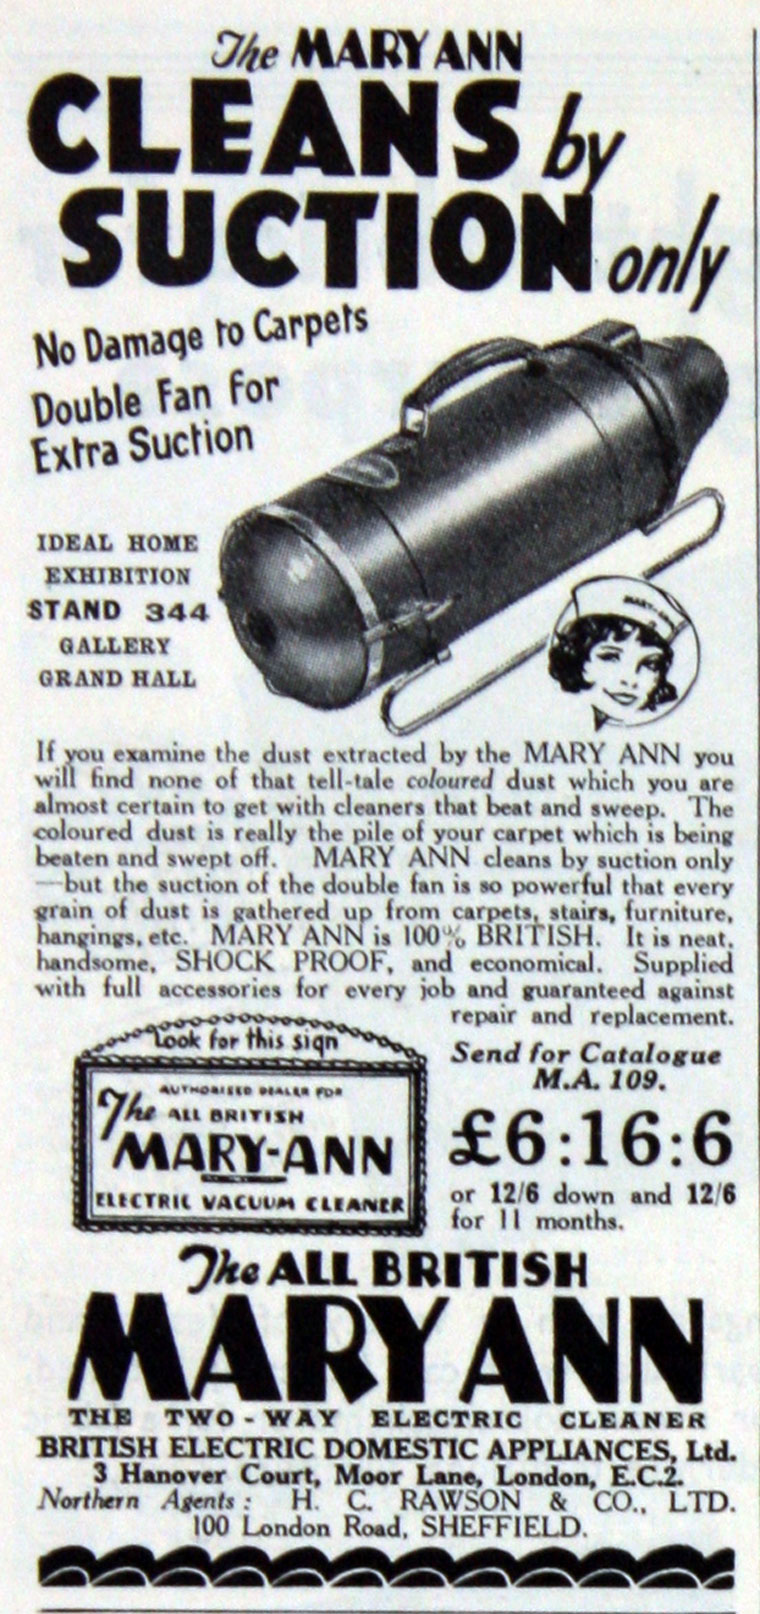 The MARY ANN
CLEANS by
SUCTION only
No Damage to Carpets
Double Fan for
Extra Suction
IDEAL HOME
EXHIBITION
STAND 344
GALLERY
GRAND HALL
MARY-ANN
If you examine the dust extracted by the MARY ANN you
will find none of that tell-tale coloured dust which you are
almost certain to get with cleaners that beat and sweep. The
coloured dust is really the pile of your carpet which is being
beaten and swept off. MARY ANN cleans by suction only
—but the suction of the double fan is so powerful that every
grain of dust is gathered up from carpets, stairs, furniture,
hangings, etc. MARY ANN is 100% BRITISH. It is neat,
handsome, SHOCK PROOF, and economical. Supplied
with full accessories for every job and guaranteed against
repair and replacement.
Look for this sign
AUTHORISED DEALER FOR
The ALL BRITISH
MARY-ANN
ELECTRIC VACUUM CLEANER
Send for Catalogue
M.A. 109.
£6:16:6
or 12/6 down and 12/6
for 11 months.
The ALL BRITISH
MARY ANN
THE TWO-WAY ELECTRIC CLEANER
BRITISH ELECTRIC DOMESTIC APPLIANCES, Ltd.
3 Hanover Court, Moor Lane, London, E.C.2.
Northern Agents: H. C. RAWSON & CO., LTD.
100 London Road, SHEFFIELD.